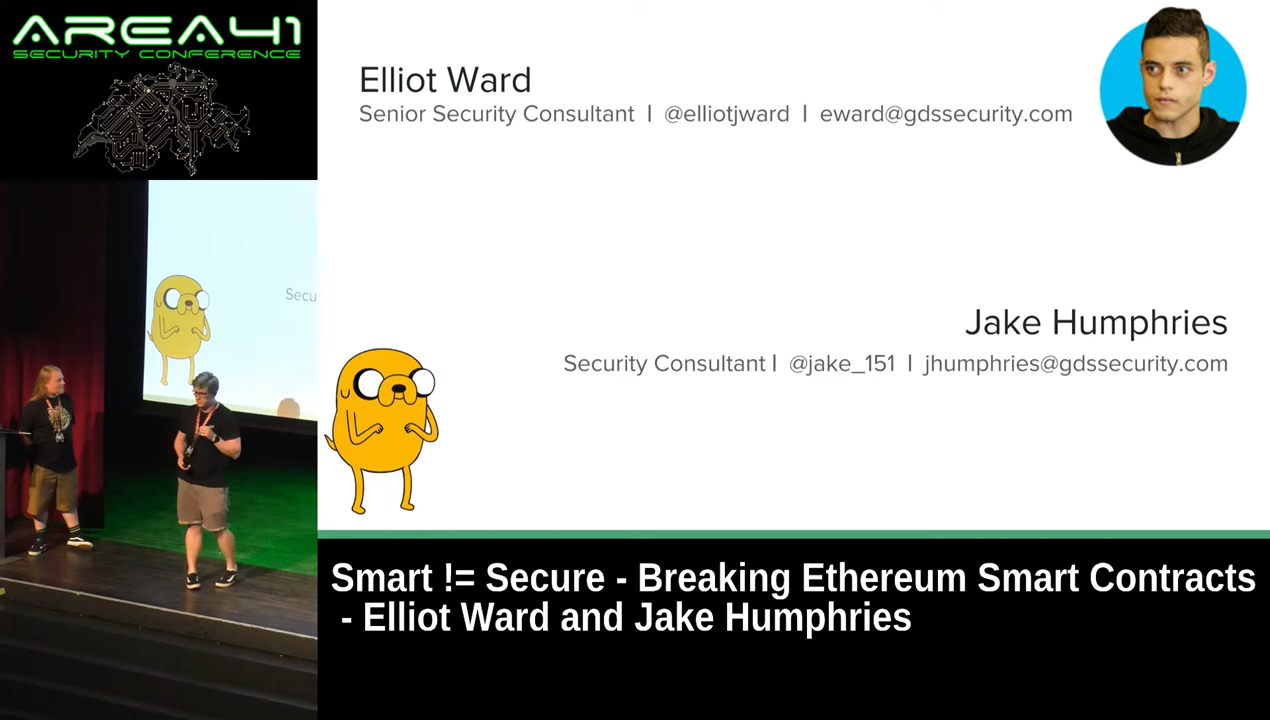 AREA41
SECURITY CONFERENCE
Elliot Ward
Senior Security Consultant | @elliotjward | eward@gdssecurity.com
Secu
Jake Humphries
Security Consultant | @jake_151 | jhumphries@gdssecurity.com
Smart != Secure - Breaking Ethereum Smart Contracts
- Elliot Ward and Jake Humphries